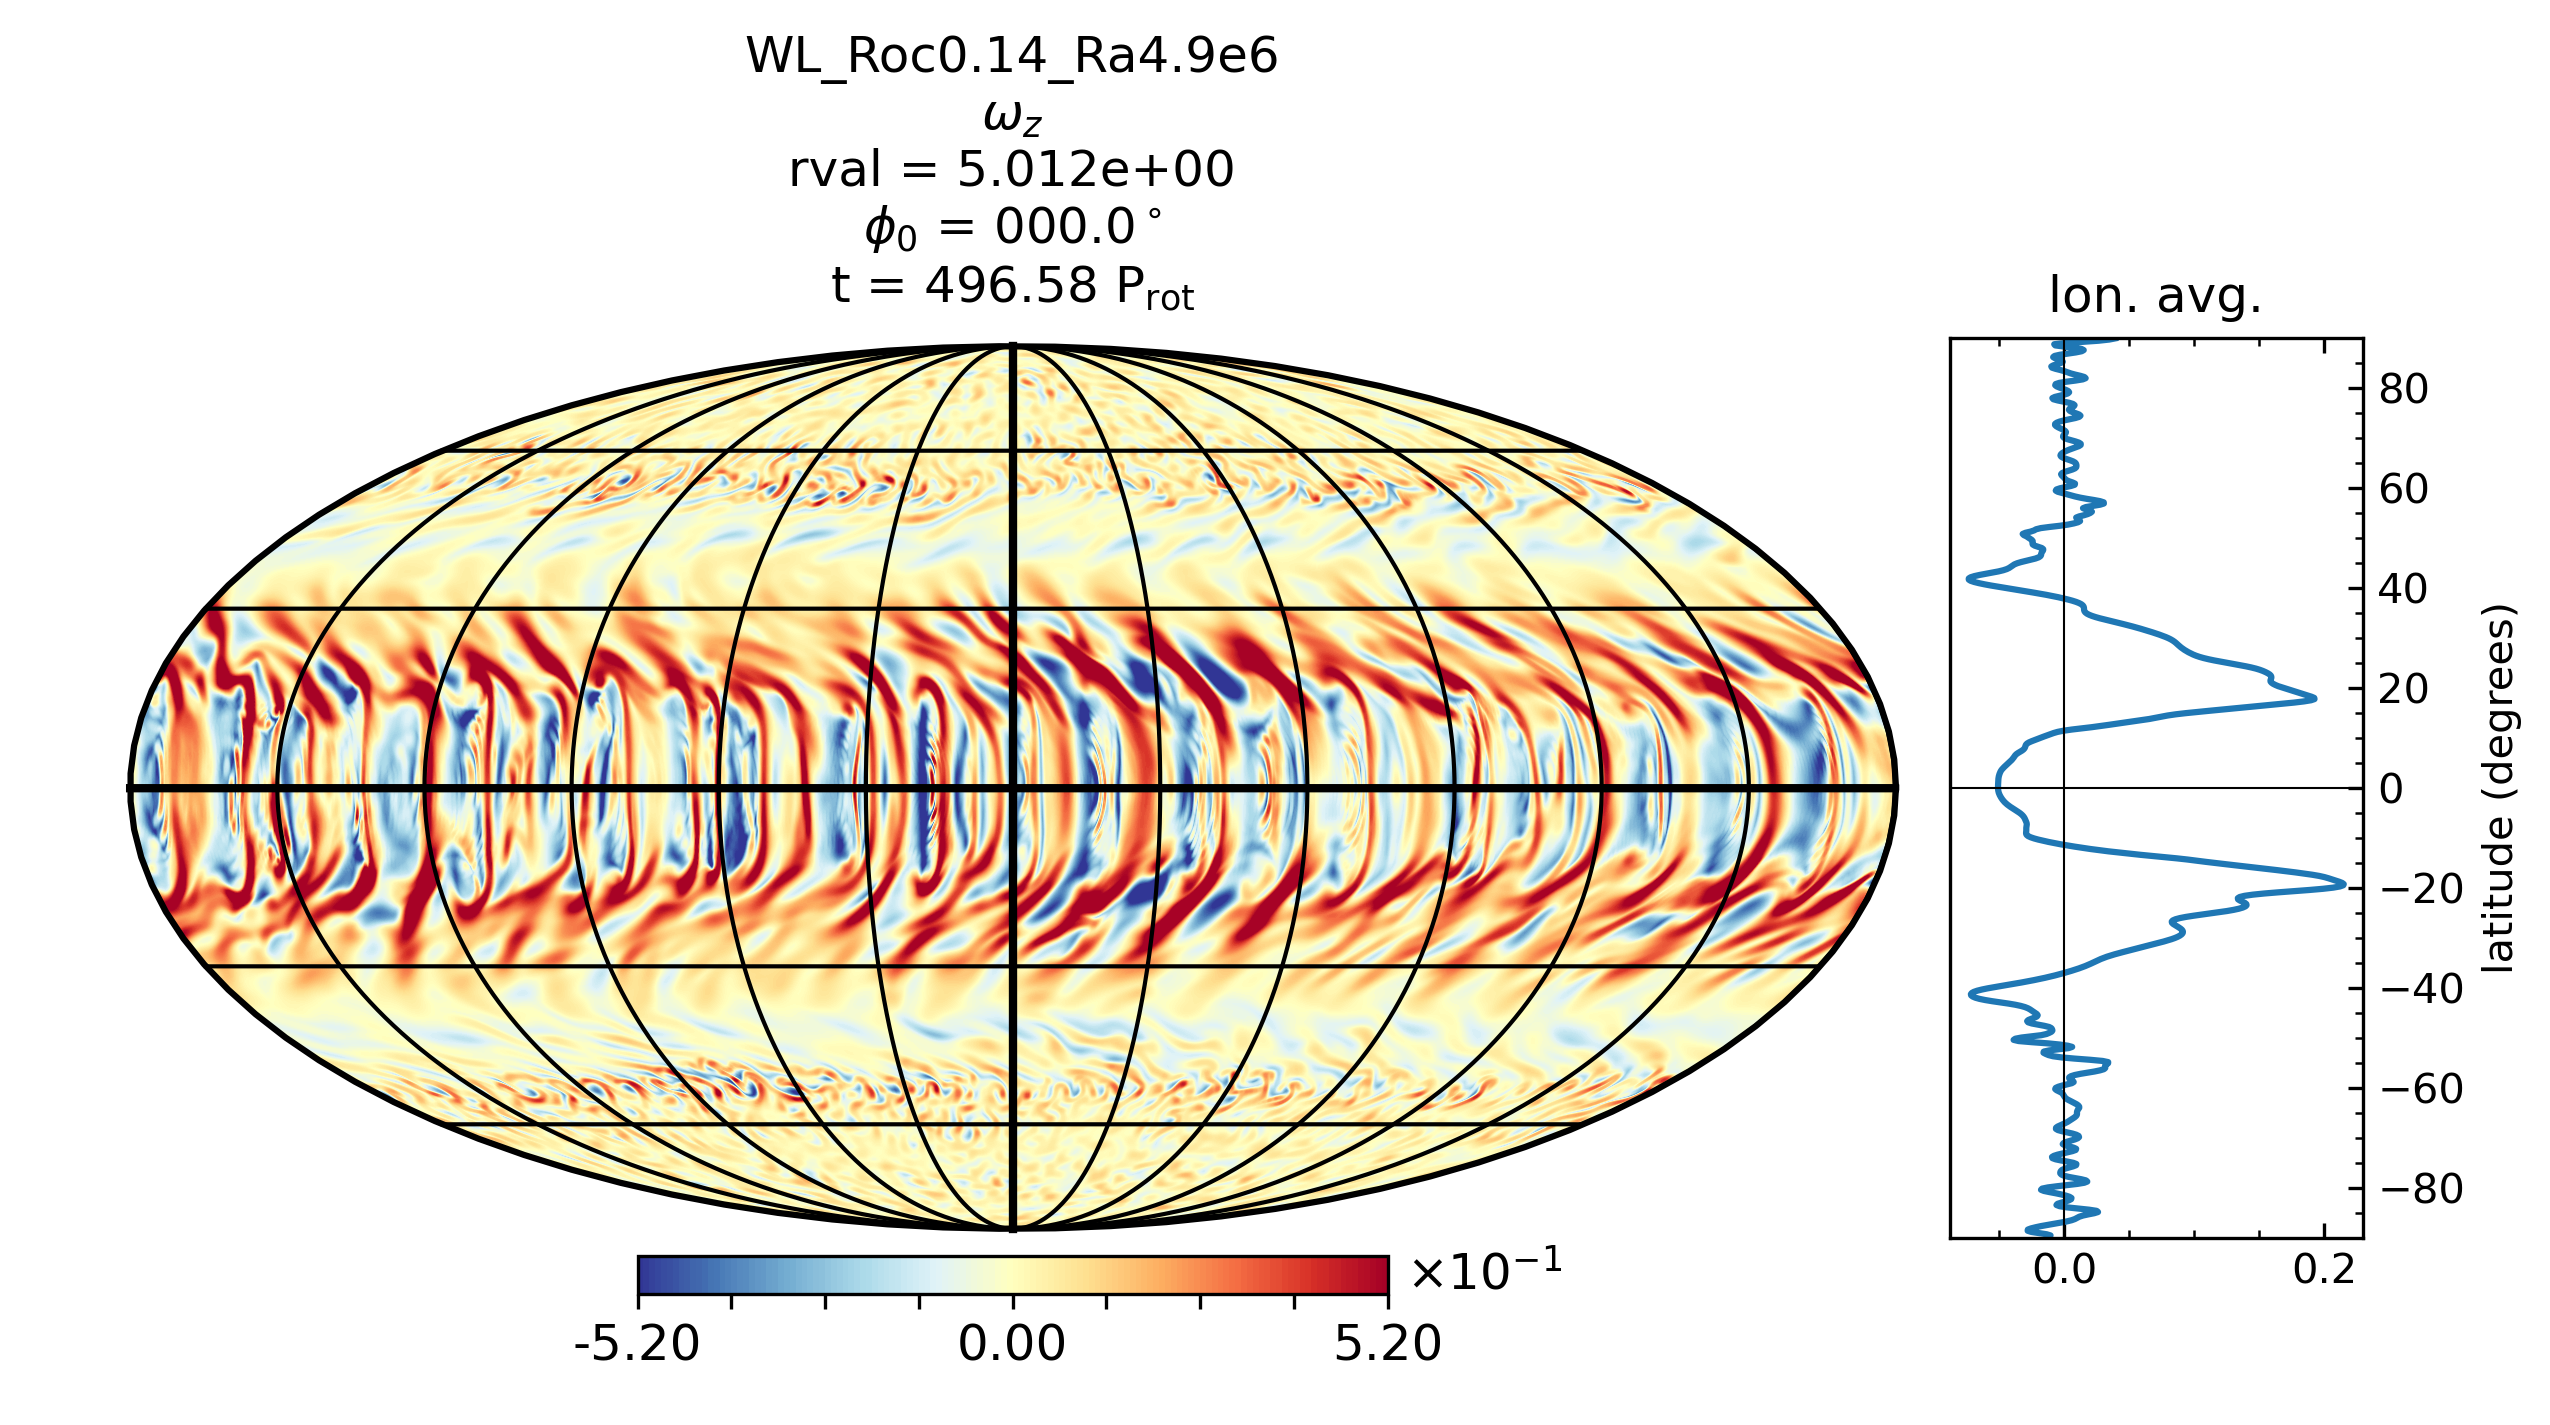 WL_Roc0.14_Ra4.9e6
ω_z
rval = 5.012e+00
ϕ_0 = 000.0°
t = 496.58 P_rot
lon. avg.
80
60
40
20
0
−20
−40
−60
−80
latitude (degrees)
0.0 0.2
×10^−1
-5.20 0.00 5.20